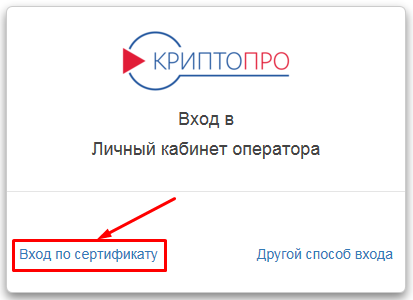 КРИПТОПРО
Вход в
Личный кабинет оператора
Вход по сертификату
Другой способ входа